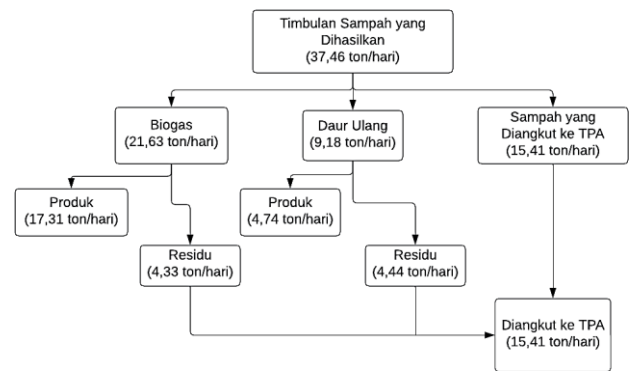 Timbulan Sampah yang
Dihasilkan
(37,46 ton/hari)
Biogas
(21,63 ton/hari)
Daur Ulang
(9,18 ton/hari)
Sampah yang
Diangkut ke TPA
(15,41 ton/hari)
Produk
(17,31 ton/hari)
Produk
(4,74 ton/hari)
Residu
(4,33 ton/hari)
Residu
(4,44 ton/hari)
Diangkut ke TPA
(15,41 ton/hari)